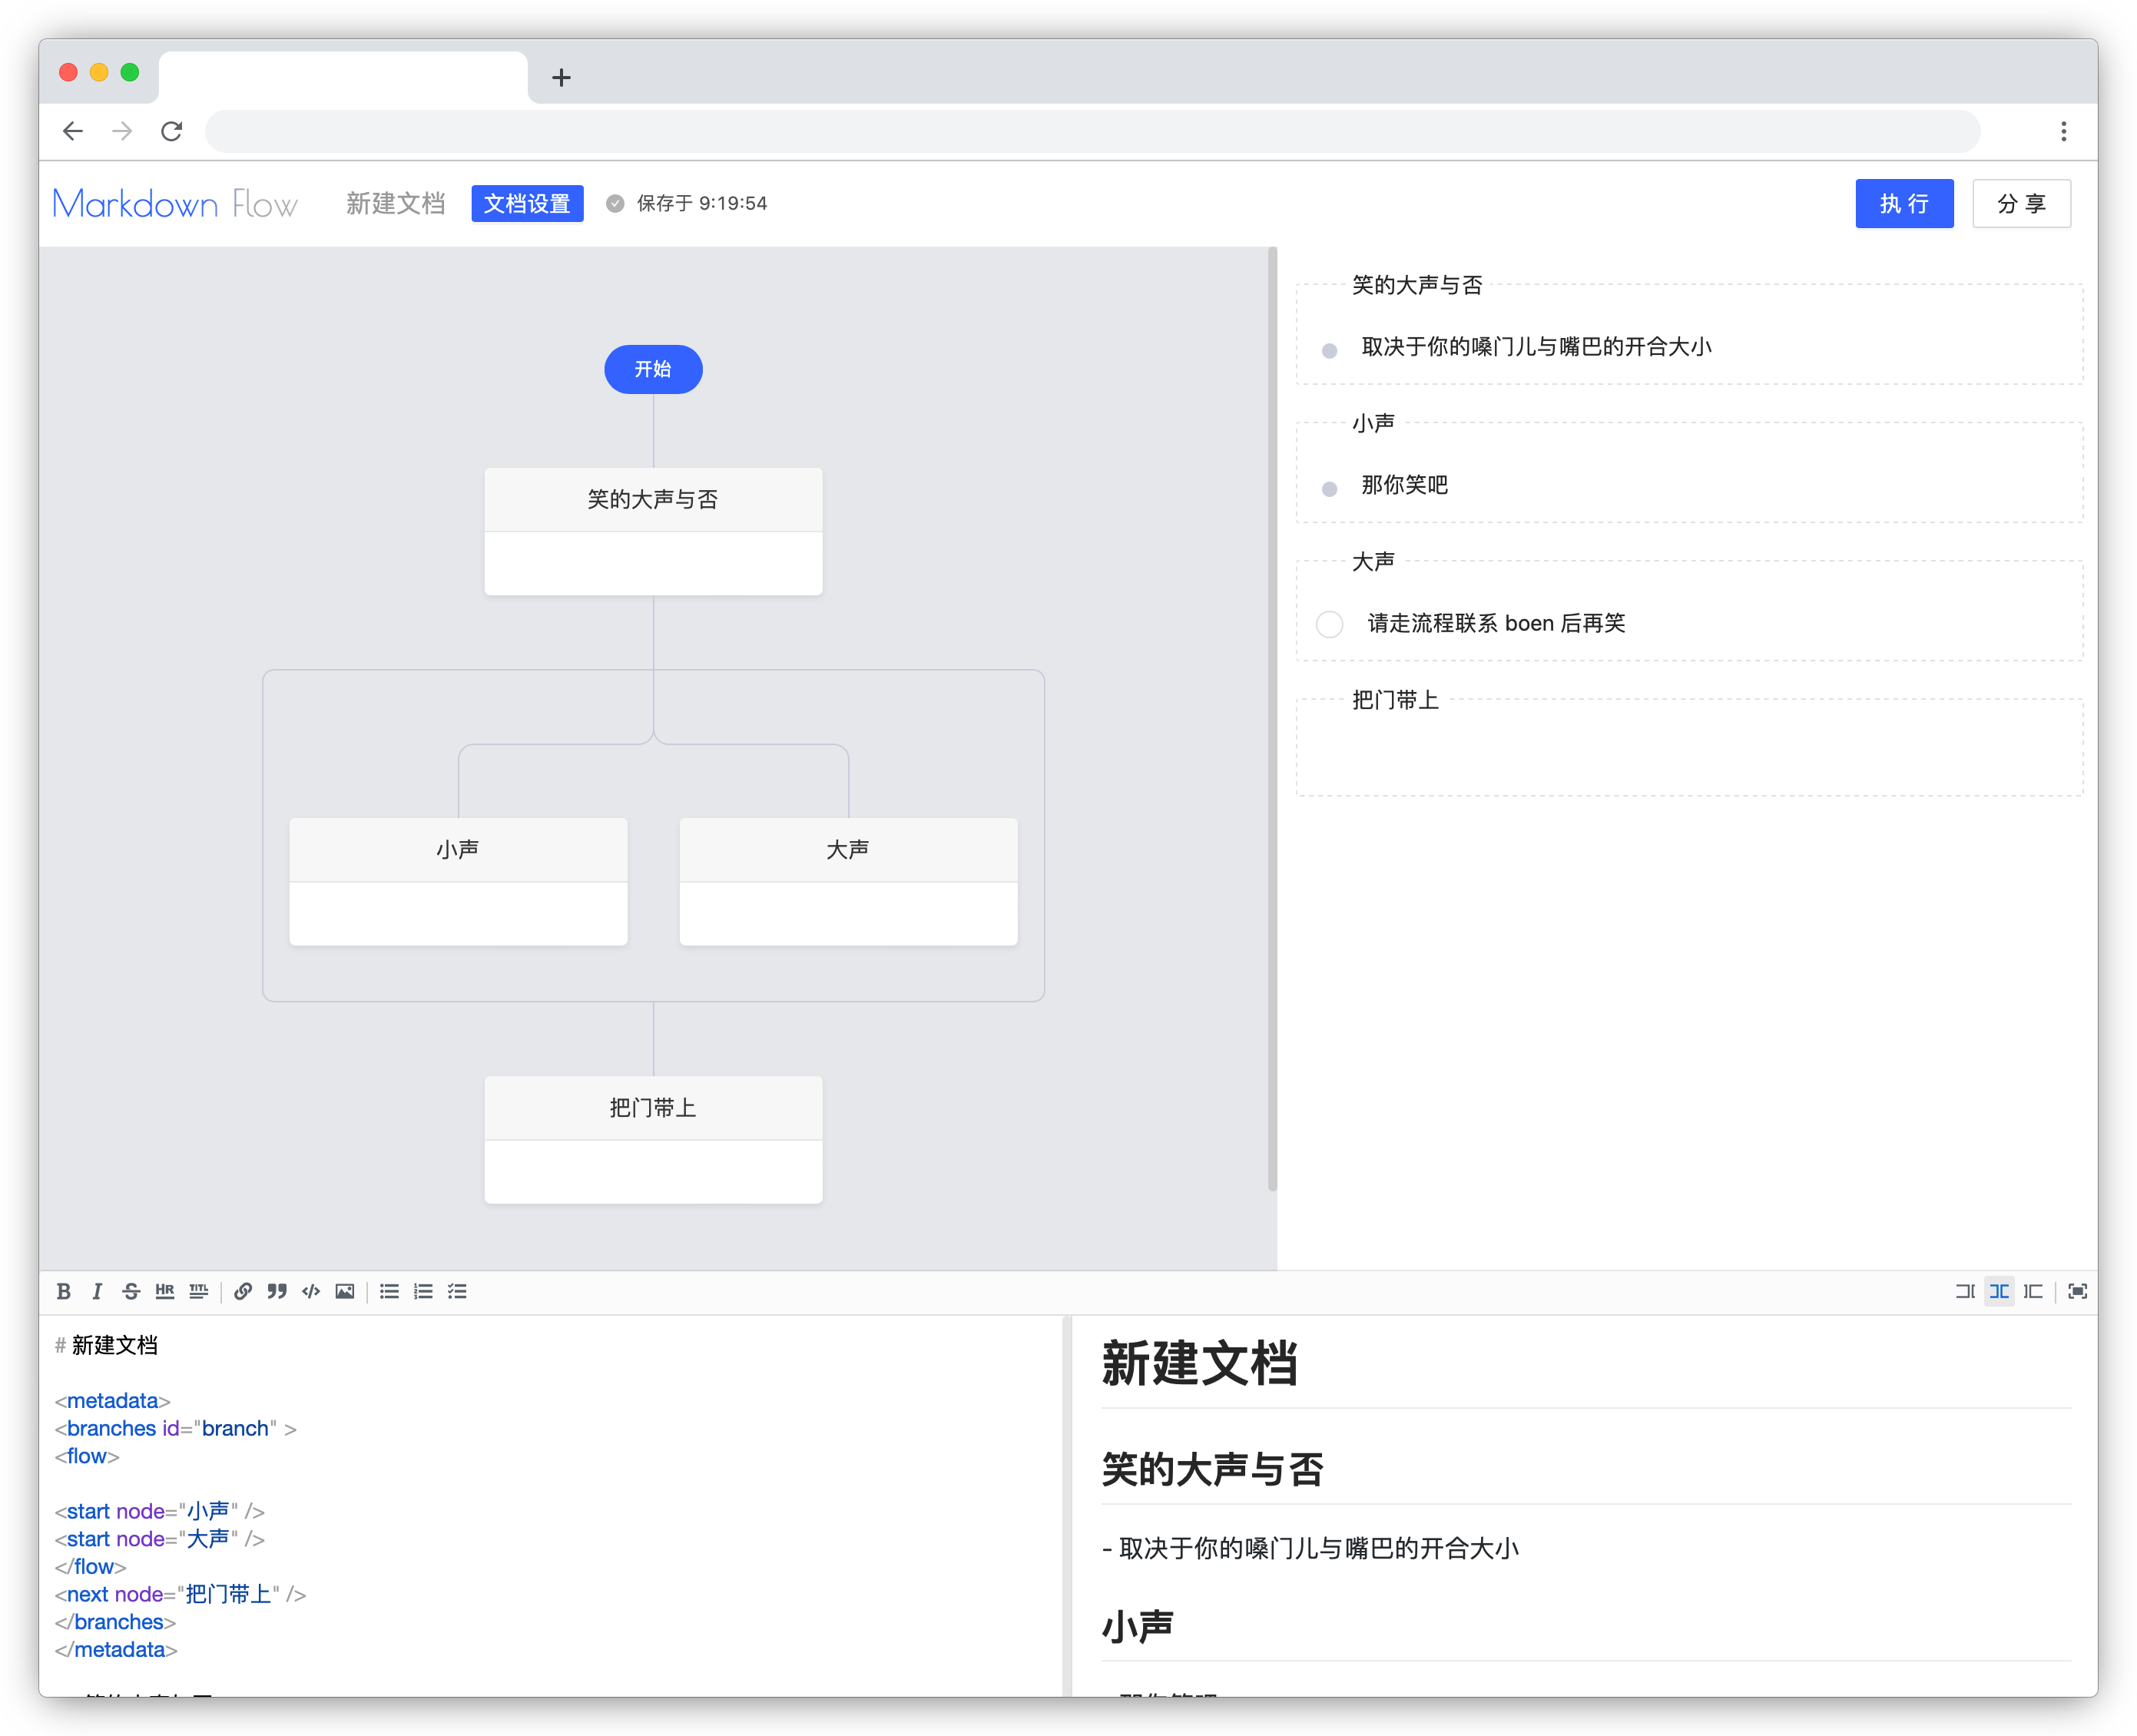 Markdown Flow 新建文档 文档设置 保存于 9:19:54 执 行 分 享
开始
笑的大声与否
小声 大声
把门带上
笑的大声与否
取决于你的嗓门儿与嘴巴的开合大小
小声
那你笑吧
大声
请走流程联系 boen 后再笑
把门带上
B I S HR TITL
# 新建文档
<metadata>
<branches id="branch" >
<flow>
<start node="小声" />
<start node="大声" />
</flow>
<next node="把门带上" />
</branches>
</metadata>
新建文档
笑的大声与否
- 取决于你的嗓门儿与嘴巴的开合大小
小声